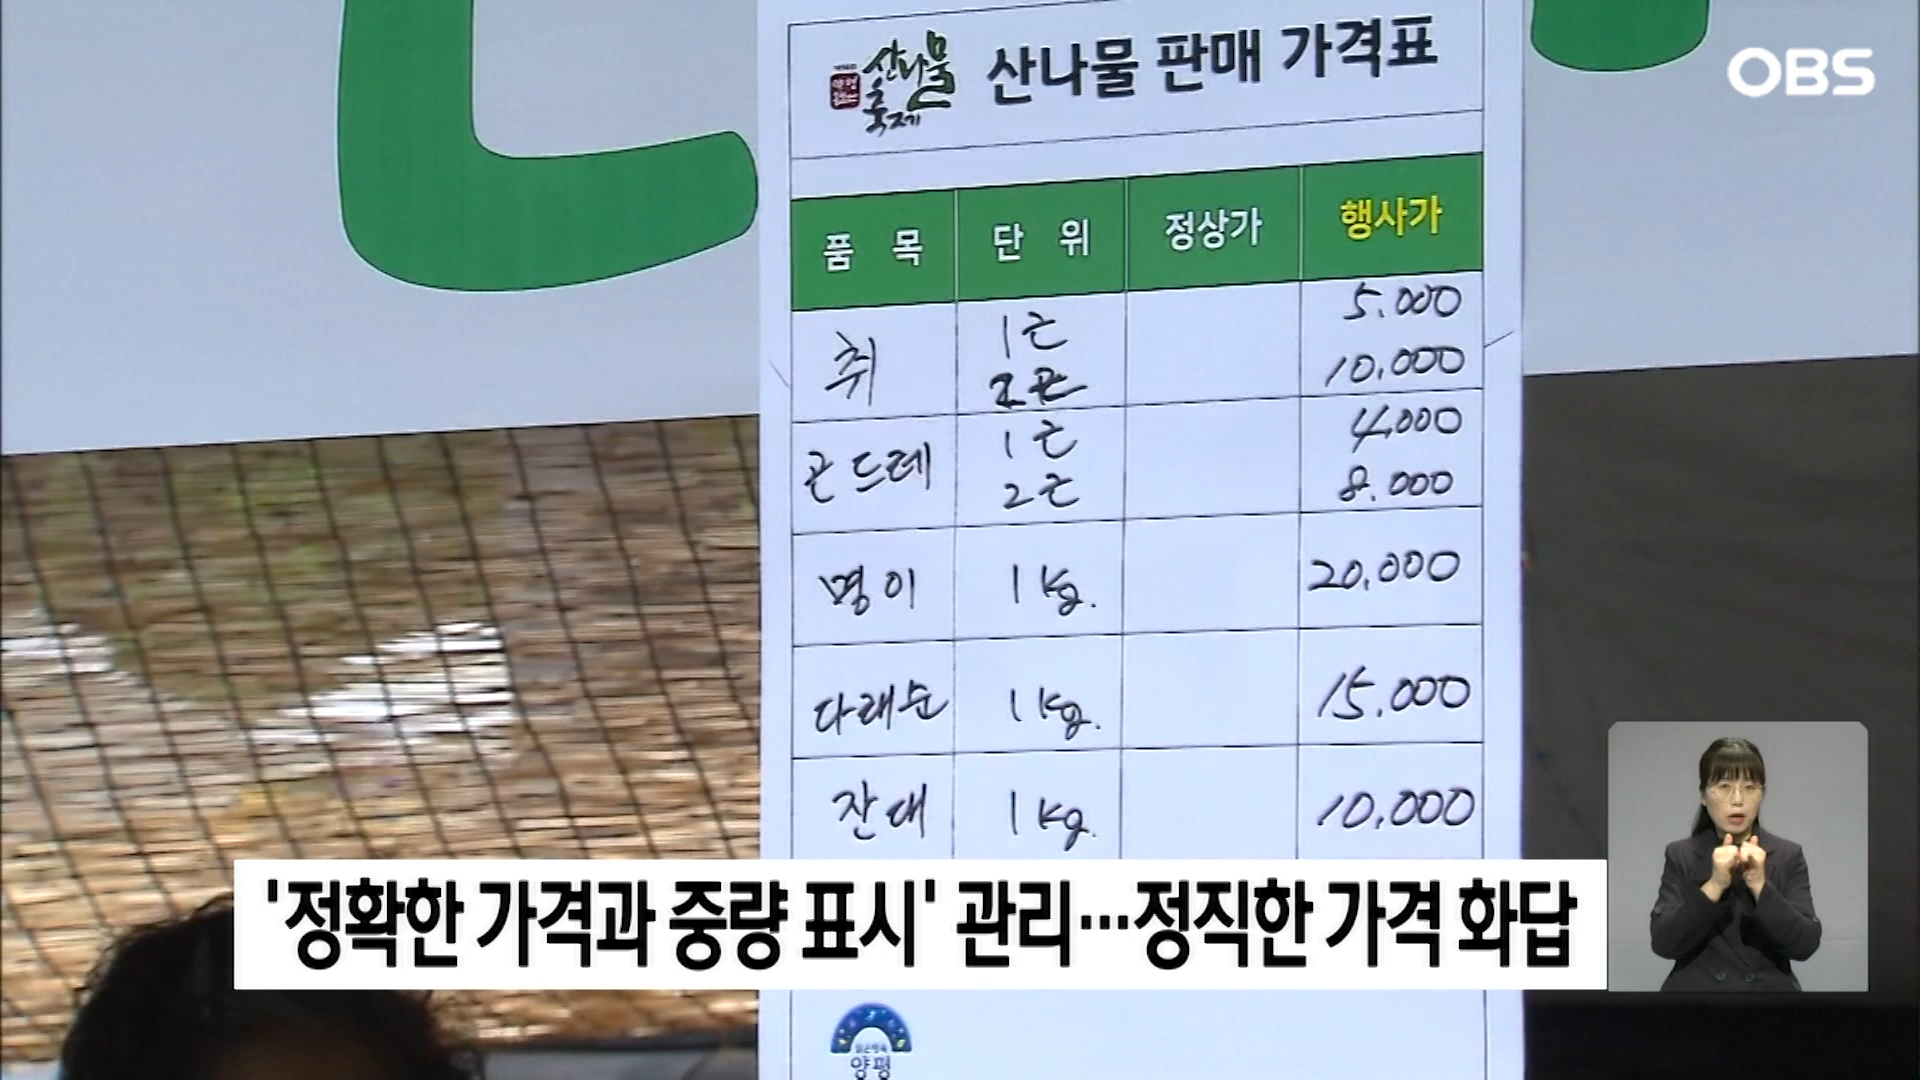 산나물 축제
산나물 판매 가격표
OBS
품 목 단 위 정상가 행사가
취 1근 5.000
2근 10.000
곤드레 1근 4.000
2근 8.000
명이 1kg. 20.000
다래순 1kg. 15.000
잔대 1kg. 10.000
'정확한 가격과 중량 표시' 관리…정직한 가격 화답
양평